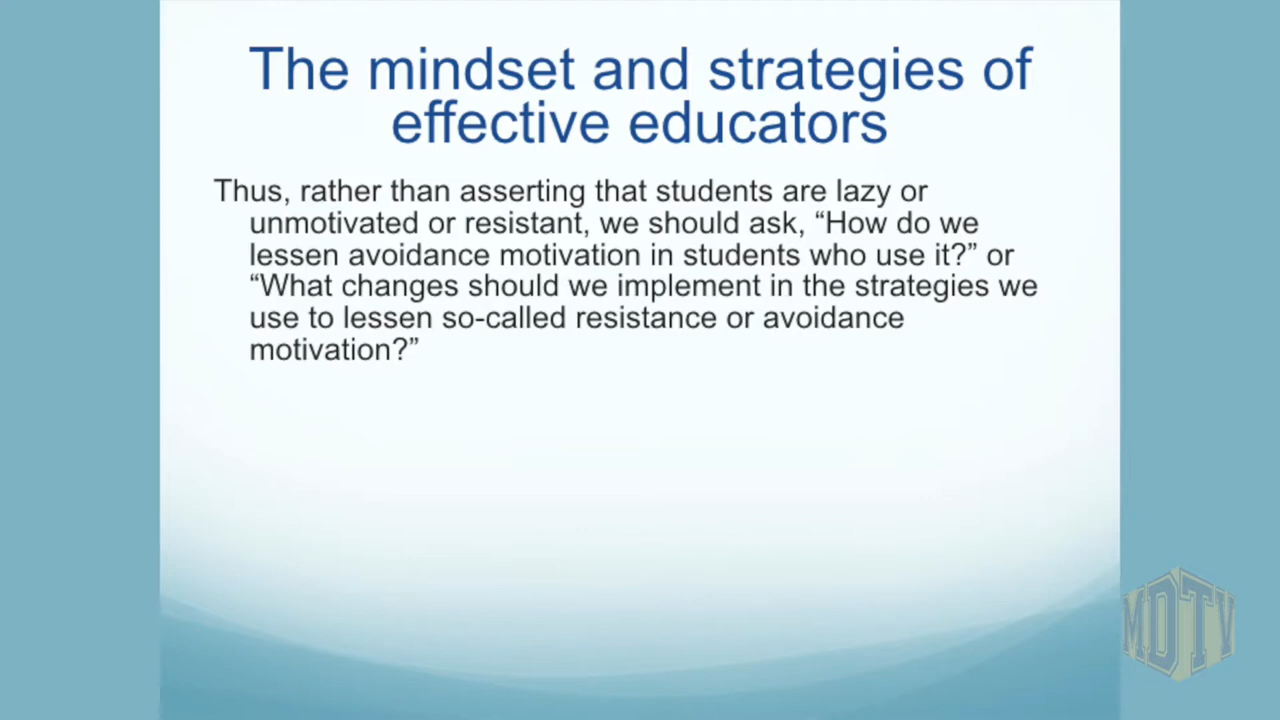 The mindset and strategies of
effective educators
Thus, rather than asserting that students are lazy or
unmotivated or resistant, we should ask, “How do we
lessen avoidance motivation in students who use it?” or
“What changes should we implement in the strategies we
use to lessen so-called resistance or avoidance
motivation?”
MDTV